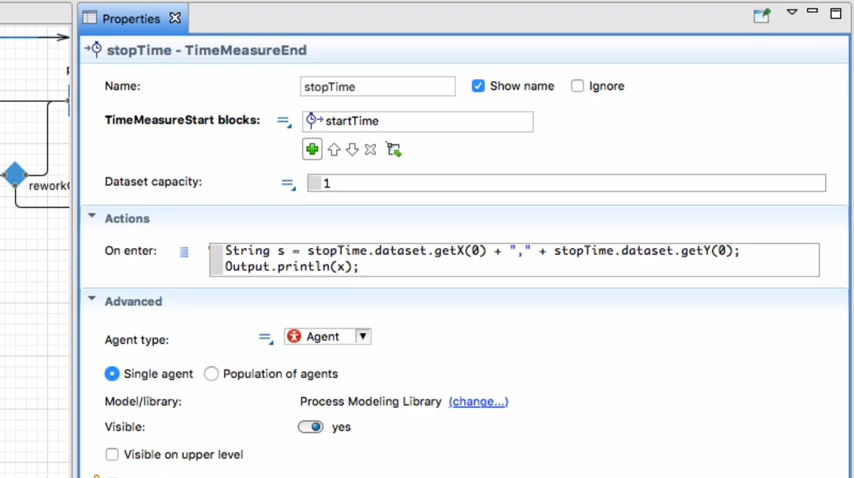 Properties
stopTime - TimeMeasureEnd
Name:
stopTime
Show name
Ignore
TimeMeasureStart blocks:
startTime
Dataset capacity:
1
Actions
On enter:
String s = stopTime.dataset.getX(0) + "," + stopTime.dataset.getY(0);
Output.println(x);
Advanced
Agent type:
Agent
Single agent
Population of agents
Model/library:
Process Modeling Library (change...)
Visible:
yes
Visible on upper level